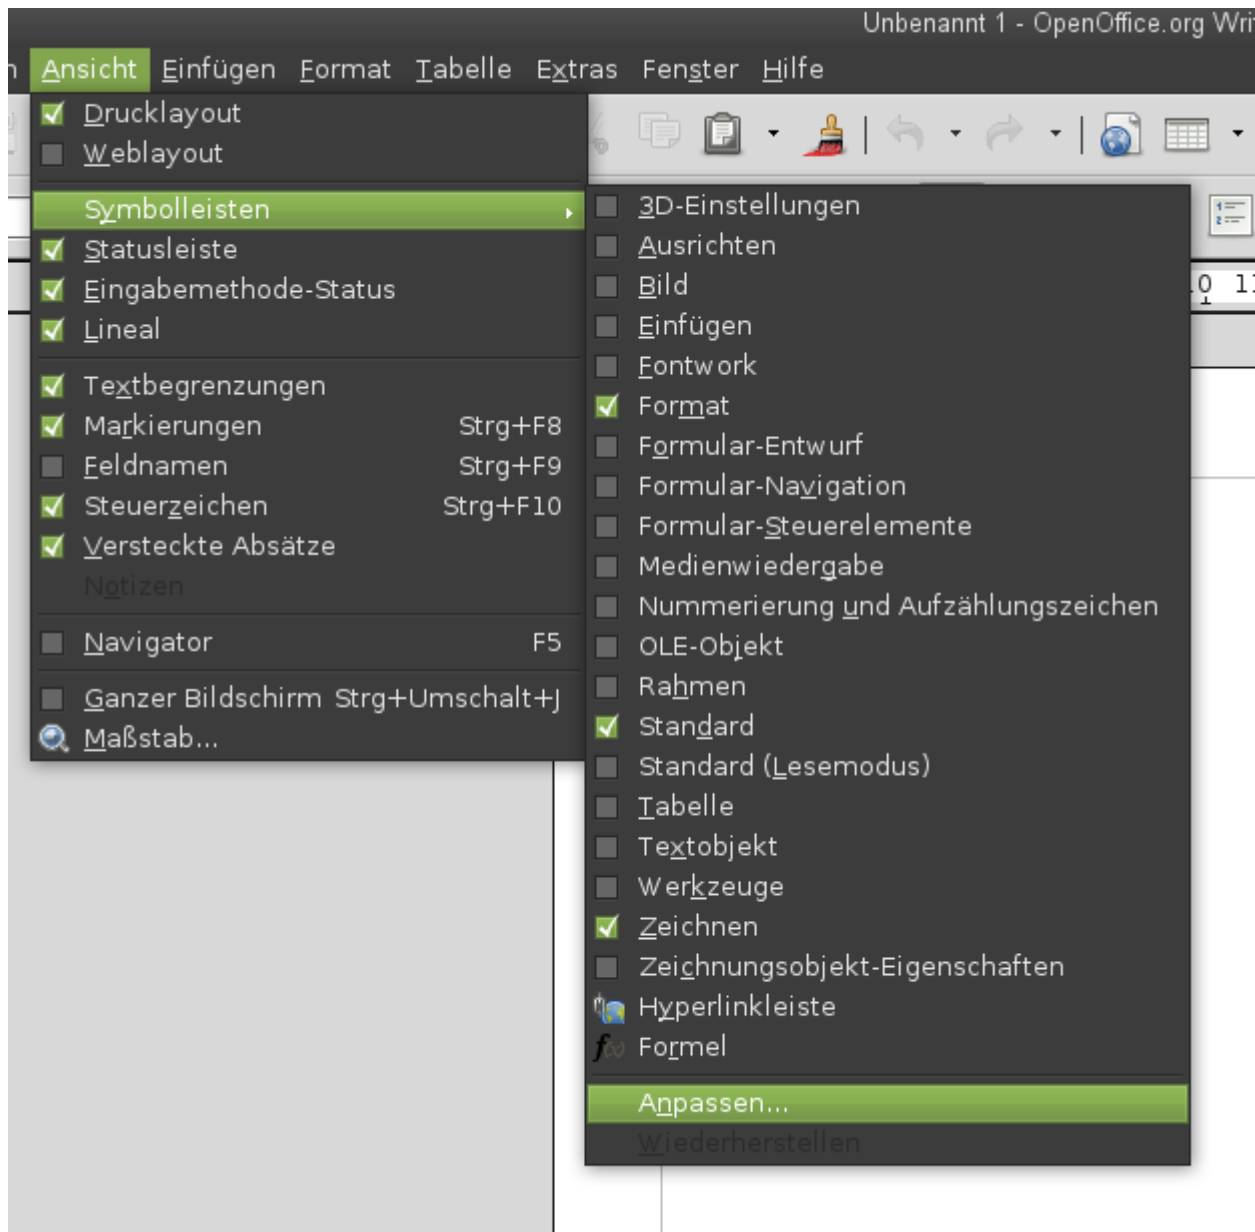 Unbenannt 1 - OpenOffice.org
Ansicht Einfügen Format Tabelle Extras Fenster Hilfe
Drucklayout
Weblayout
Symbolleisten
Statusleiste
Eingabemethode-Status
Lineal
Textbegrenzungen
Markierungen Strg+F8
Feldnamen Strg+F9
Steuerzeichen Strg+F10
Versteckte Absätze
Notizen
Navigator F5
Ganzer Bildschirm Strg+Umschalt+J
Maßstab...
3D-Einstellungen
Ausrichten
Bild
Einfügen
Fontwork
Format
Formular-Entwurf
Formular-Navigation
Formular-Steuerelemente
Medienwiedergabe
Nummerierung und Aufzählungszeichen
OLE-Objekt
Rahmen
Standard
Standard (Lesemodus)
Tabelle
Textobjekt
Werkzeuge
Zeichnen
Zeichnungsobjekt-Eigenschaften
Hyperlinkleiste
Formel
Anpassen...
Wiederherstellen